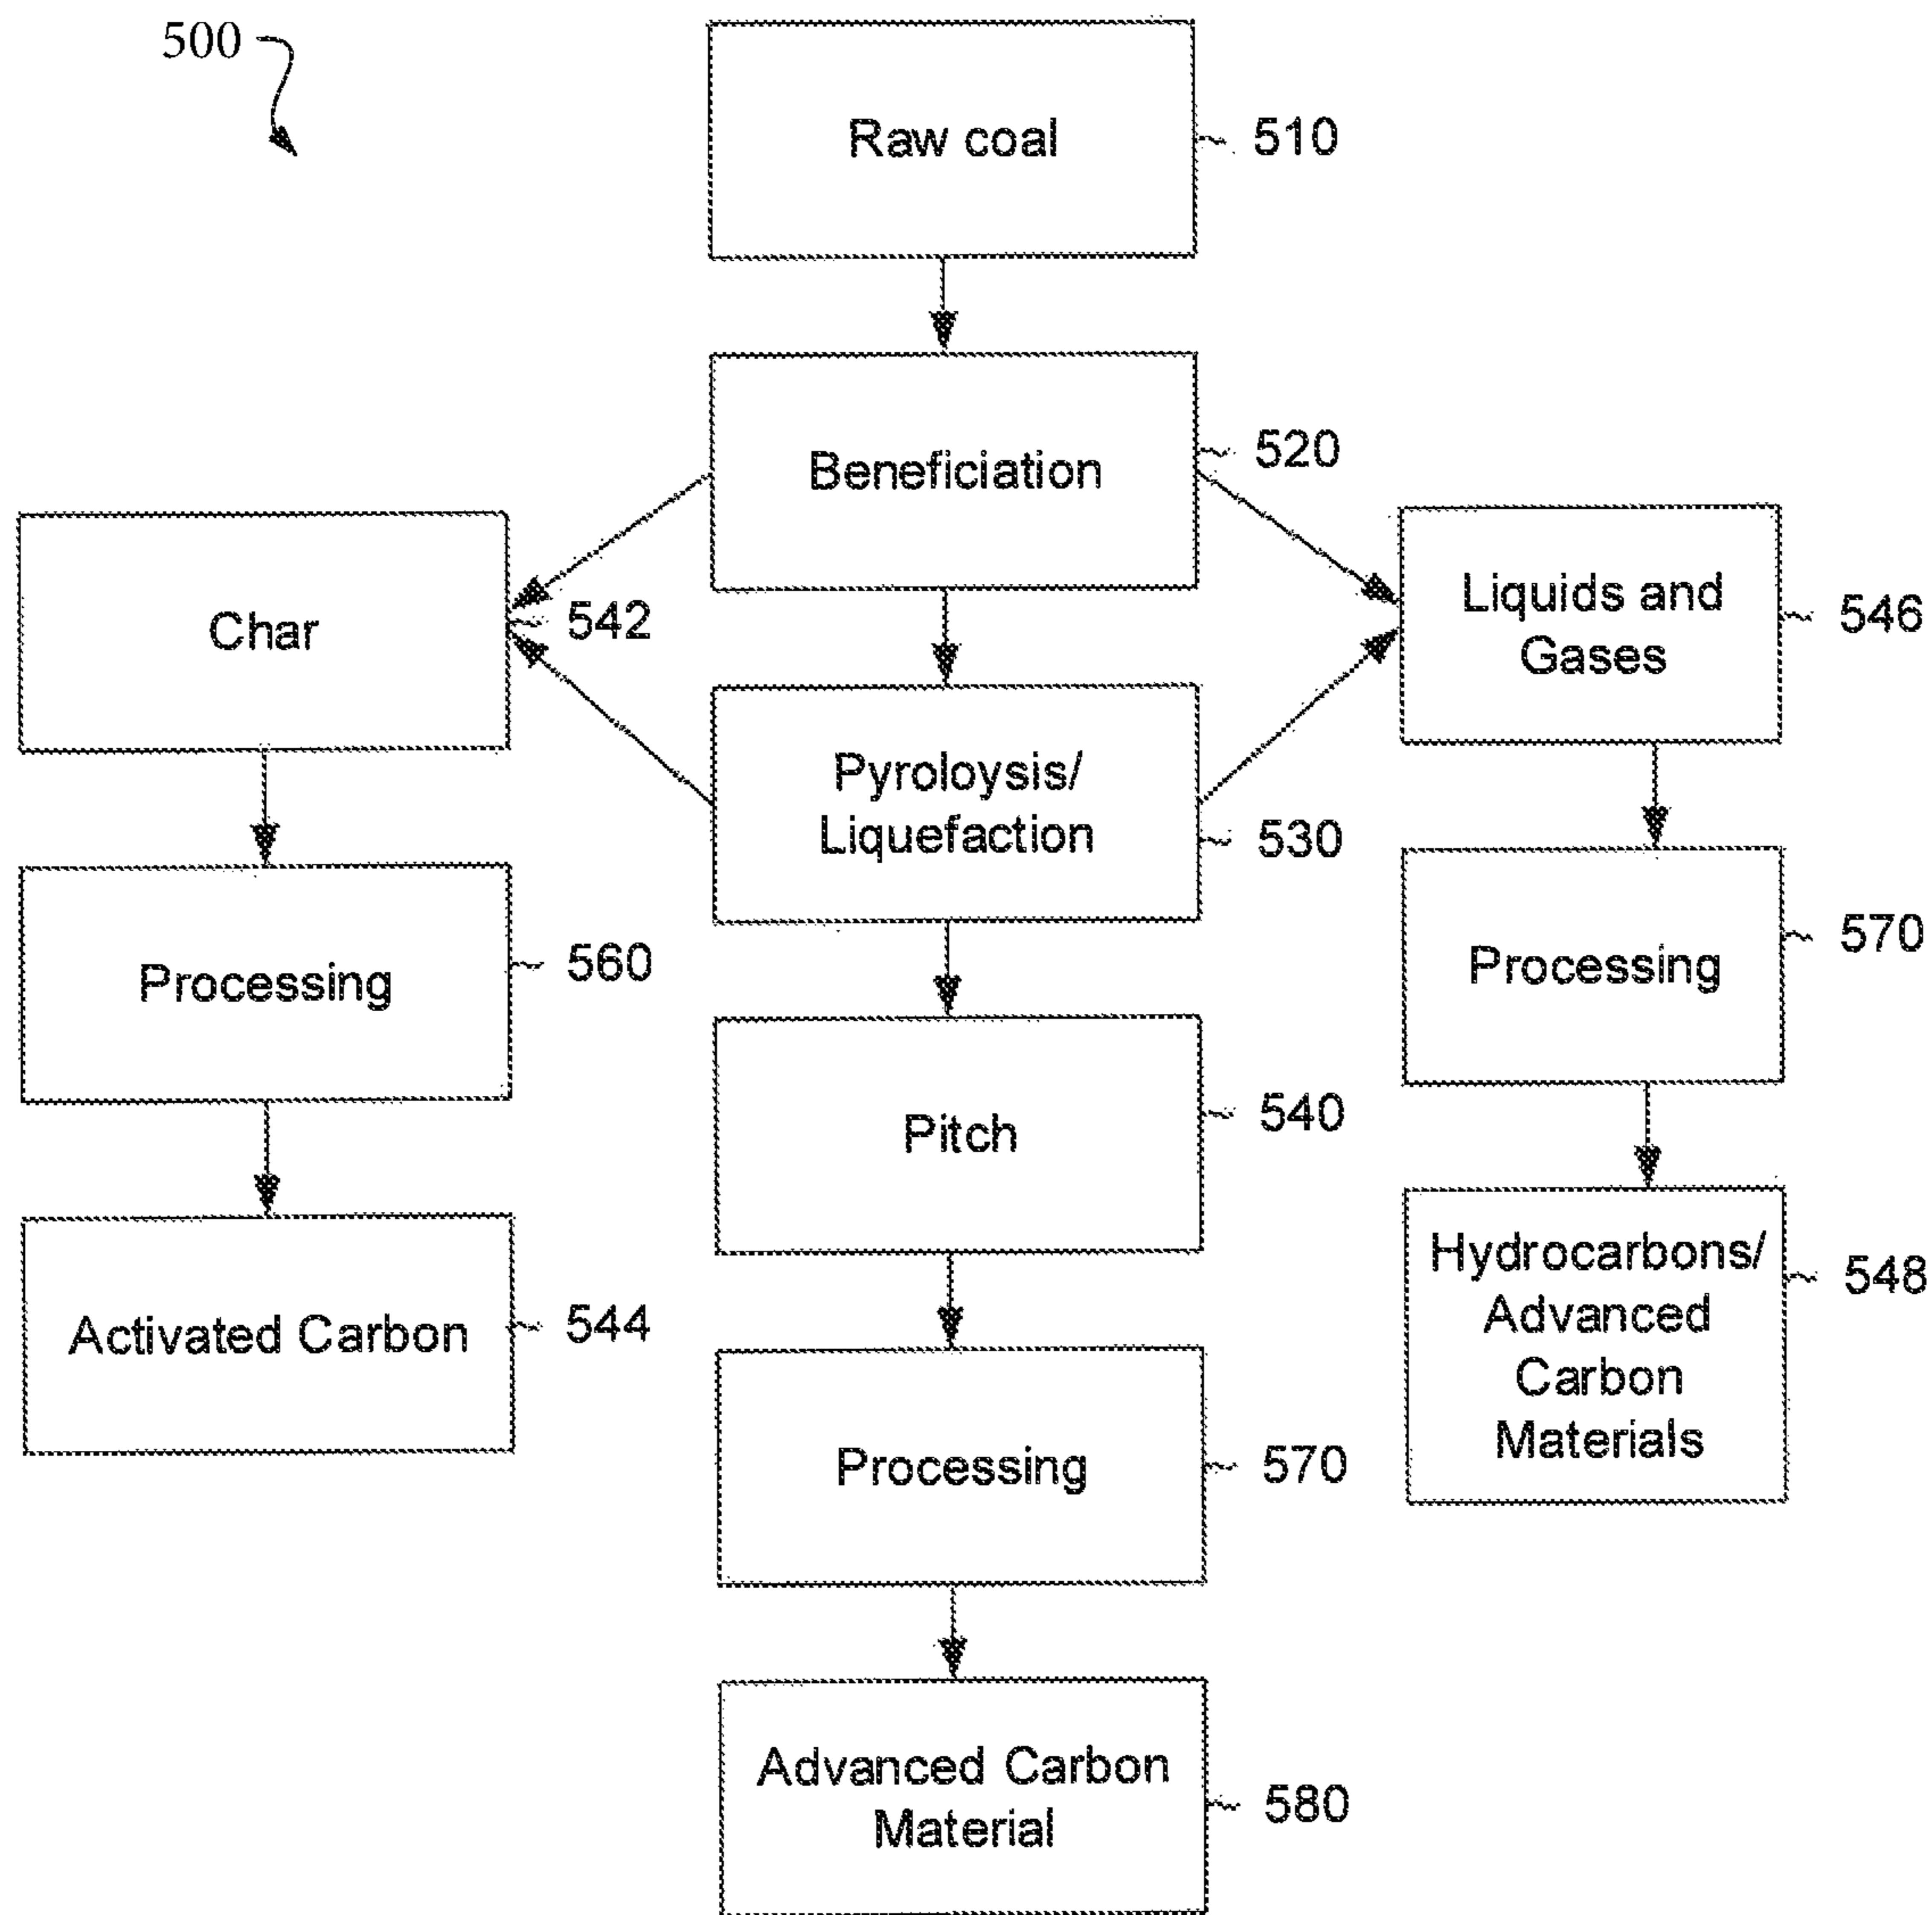 500
Raw coal
510
Beneficiation
520
Char
542
Liquids and
Gases
546
Pyroloysis/
Liquefaction
530
Processing
560
Processing
570
Pitch
540
Activated Carbon
544
Hydrocarbons/
Advanced
Carbon
Materials
548
Processing
570
Advanced Carbon
Material
580